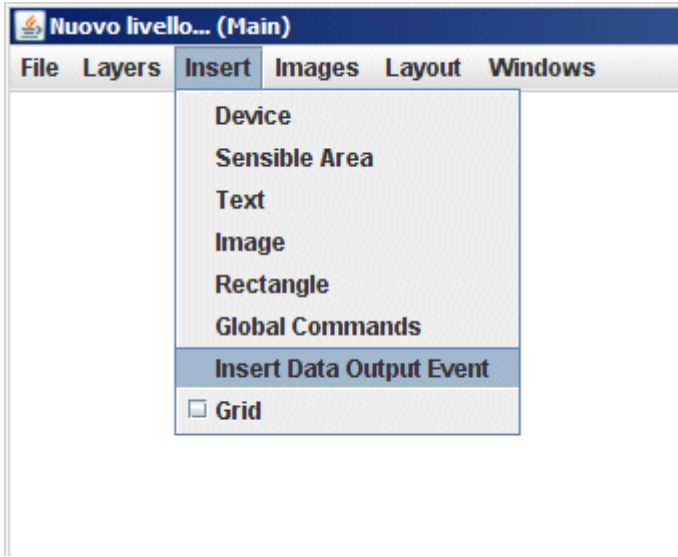 Nuovo livello... (Main)
File Layers Insert Images Layout Windows
Device
Sensible Area
Text
Image
Rectangle
Global Commands
Insert Data Output Event
Grid